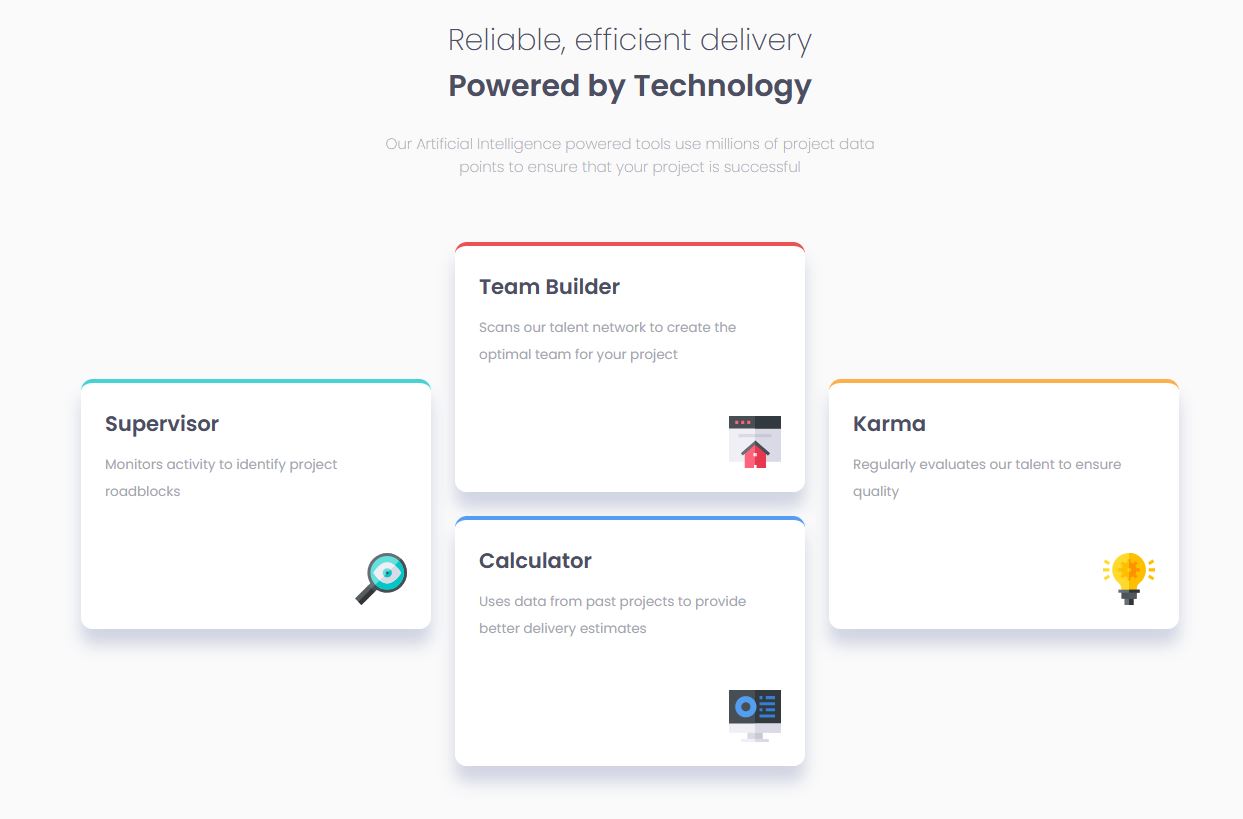 Reliable, efficient delivery
Powered by Technology
Our Artificial Intelligence powered tools use millions of project data
points to ensure that your project is successful
Supervisor
Monitors activity to identify project
roadblocks
Team Builder
Scans our talent network to create the
optimal team for your project
Calculator
Uses data from past projects to provide
better delivery estimates
Karma
Regularly evaluates our talent to ensure
quality